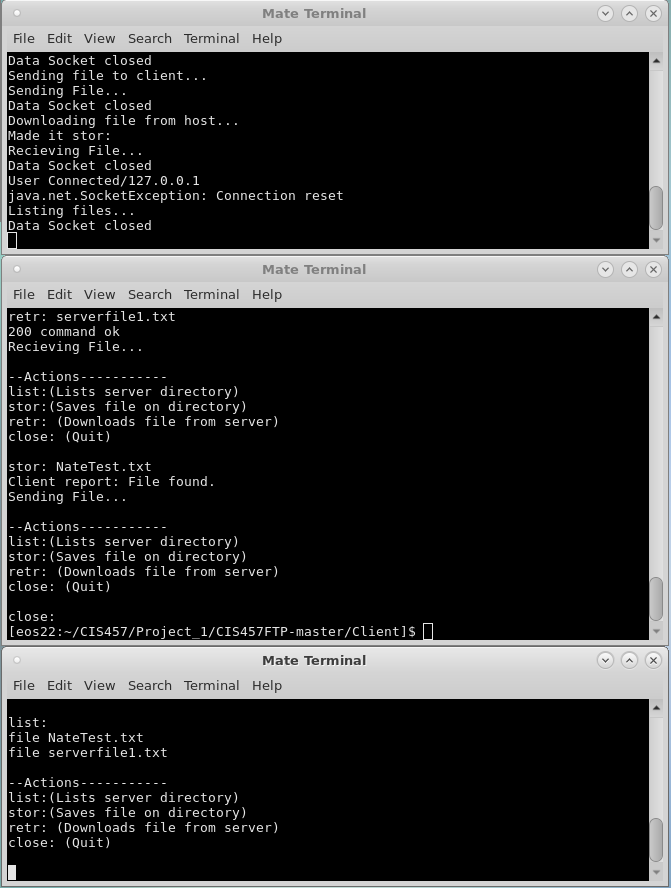 Mate Terminal
File Edit View Search Terminal Help
Data Socket closed
Sending file to client...
Sending File...
Data Socket closed
Downloading file from host...
Made it stor:
Recieving File...
Data Socket closed
User Connected/127.0.0.1
java.net.SocketException: Connection reset
Listing files...
Data Socket closed
Mate Terminal
File Edit View Search Terminal Help
retr: serverfile1.txt
200 command ok
Recieving File...
--Actions-----------
list:(Lists server directory)
stor:(Saves file on directory)
retr: (Downloads file from server)
close: (Quit)
stor: NateTest.txt
Client report: File found.
Sending File...
--Actions-----------
list:(Lists server directory)
stor:(Saves file on directory)
retr: (Downloads file from server)
close: (Quit)
close:
[eos22:~/CIS457/Project_1/CIS457FTP-master/Client]$
Mate Terminal
File Edit View Search Terminal Help
list:
file NateTest.txt
file serverfile1.txt
--Actions-----------
list:(Lists server directory)
stor:(Saves file on directory)
retr: (Downloads file from server)
close: (Quit)